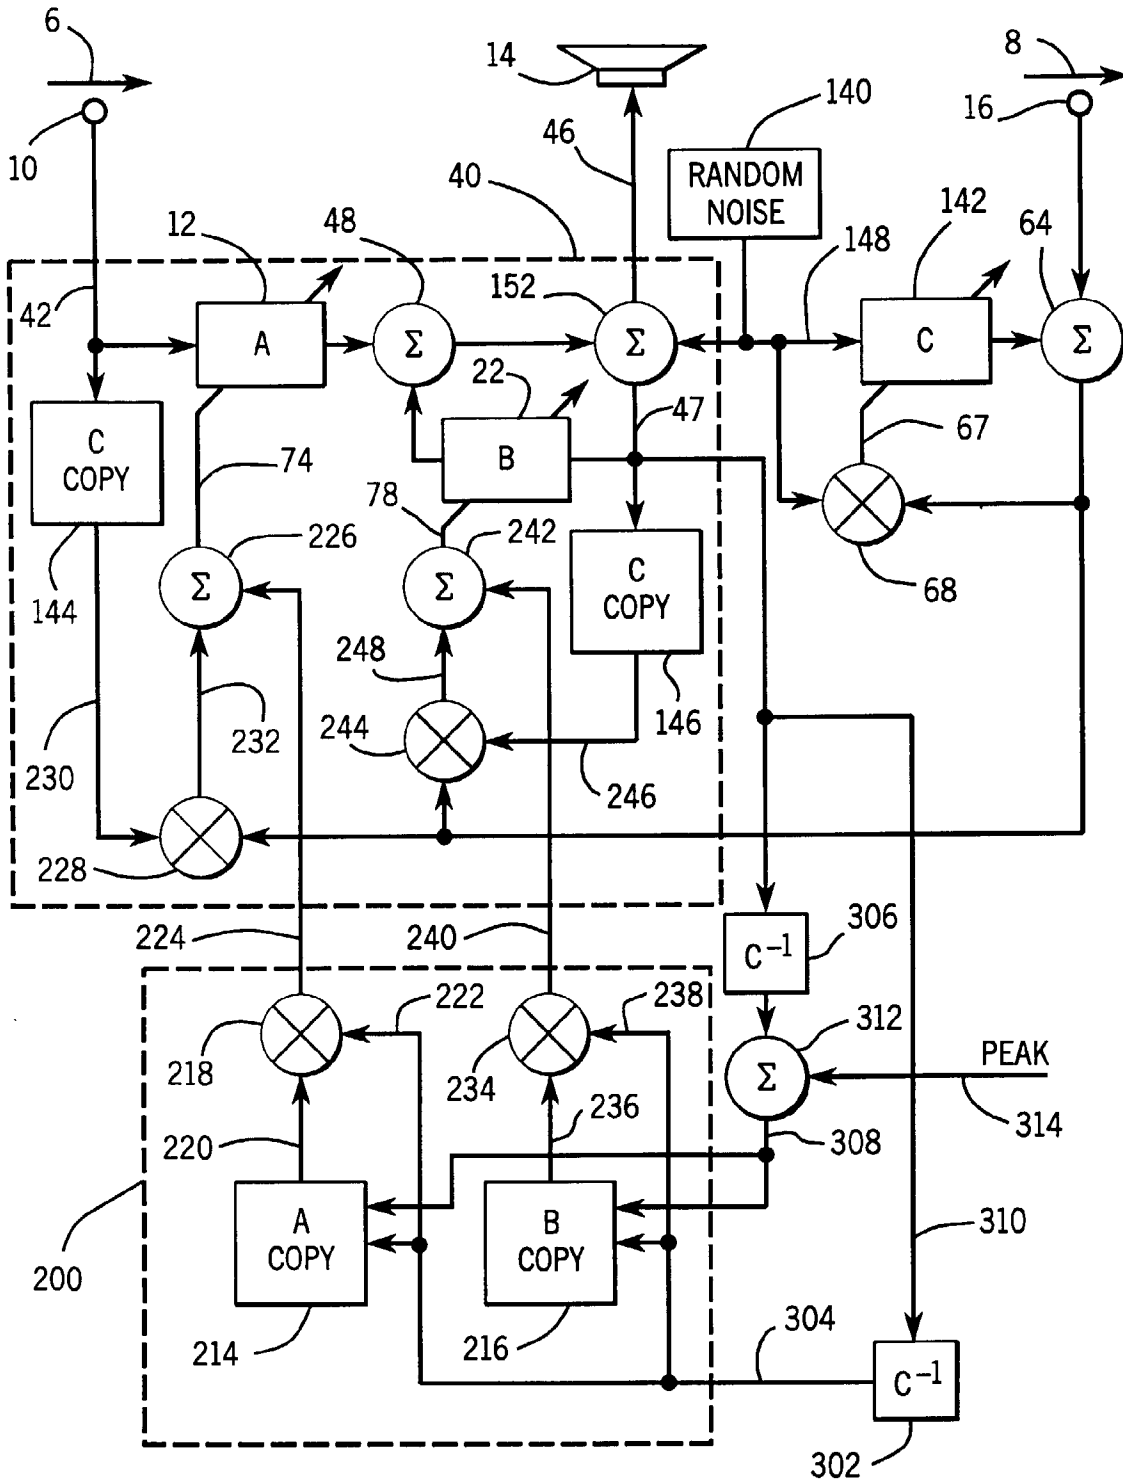 6
14
8
140
16
10
46
RANDOM
NOISE
40
12
48
142
64
152
148
42
A
Σ
Σ
C
Σ
22
47
C
COPY
B
67
74
78
226
242
Σ
Σ
C
COPY
68
144
248
244
146
230
232
246
228
224
240
306
C⁻¹
222
238
312
218
234
Σ
PEAK
220
236
308
314
A
COPY
B
COPY
310
200
304
214
216
C⁻¹
302